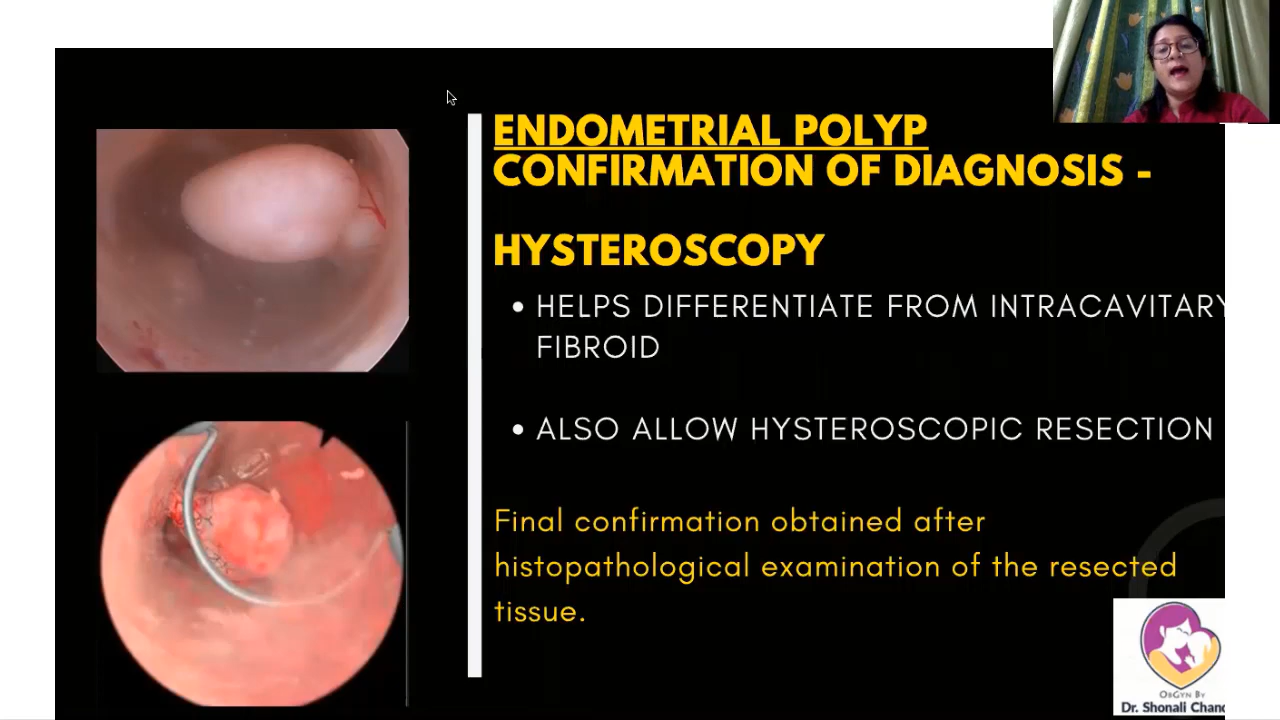 ENDOMETRIAL POLYP
CONFIRMATION OF DIAGNOSIS -
HYSTEROSCOPY
• HELPS DIFFERENTIATE FROM INTRACAVITARY
FIBROID
• ALSO ALLOW HYSTEROSCOPIC RESECTION
Final confirmation obtained after
histopathological examination of the resected
tissue.
ObGyn By
Dr. Shonali Chand